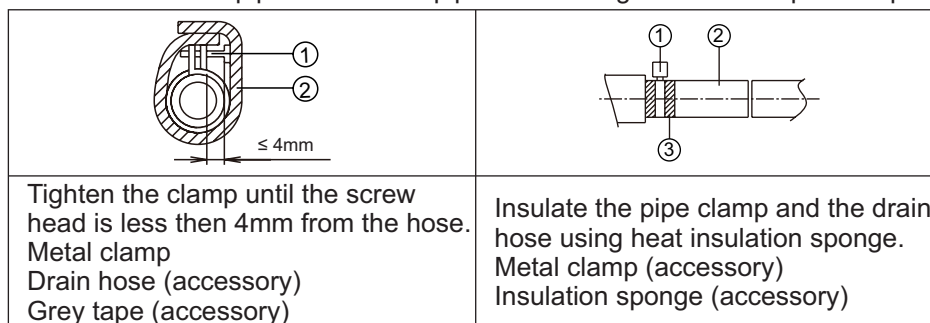 ①
②
≤ 4mm
① ②
③
Tighten the clamp until the screw
head is less then 4mm from the hose.
Metal clamp
Drain hose (accessory)
Grey tape (accessory)
Insulate the pipe clamp and the drain
hose using heat insulation sponge.
Metal clamp (accessory)
Insulation sponge (accessory)